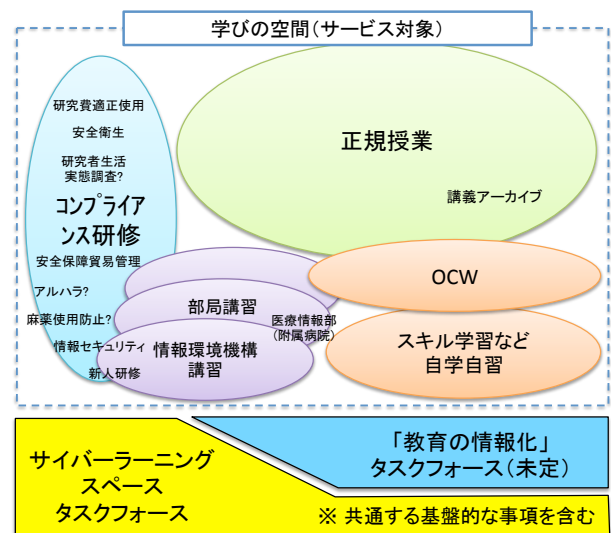 学びの空間(サービス対象)
研究費適正使用
安全衛生
研究者生活
実態調査?
コンプライア
ンス研修
安全保障貿易管理
アルハラ?
麻薬使用防止?
情報セキュリティ
新人研修
正規授業
講義アーカイブ
OCW
部局講習
医療情報部
(附属病院)
情報環境機構
講習
スキル学習など
自学自習
「教育の情報化」
タスクフォース(未定)
サイバーラーニング
スペース
タスクフォース
※ 共通する基盤的な事項を含む